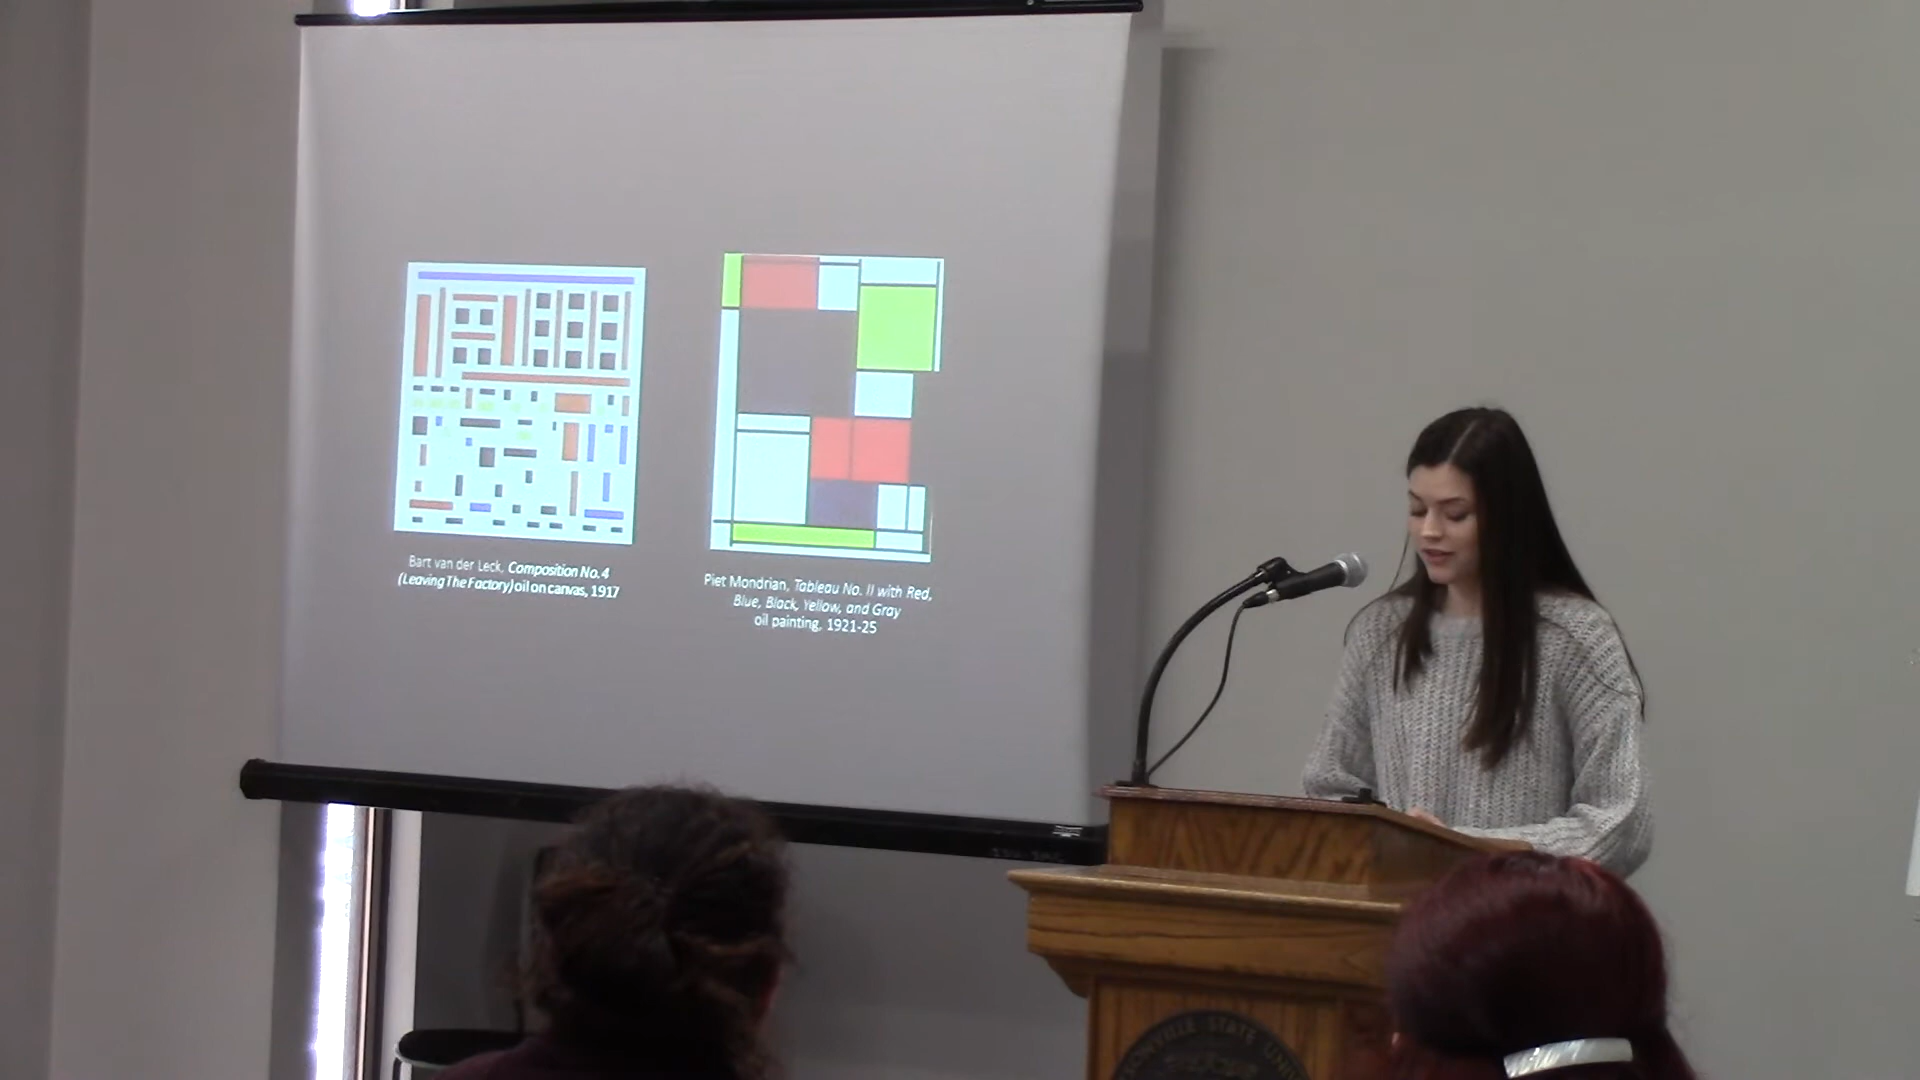 Bart van der Leck, Composition No. 4
(Leaving The Factory) oil on canvas, 1917
Piet Mondrian, Tableau No. II with Red,
Blue, Black, Yellow, and Gray
oil painting, 1921-25
STATE